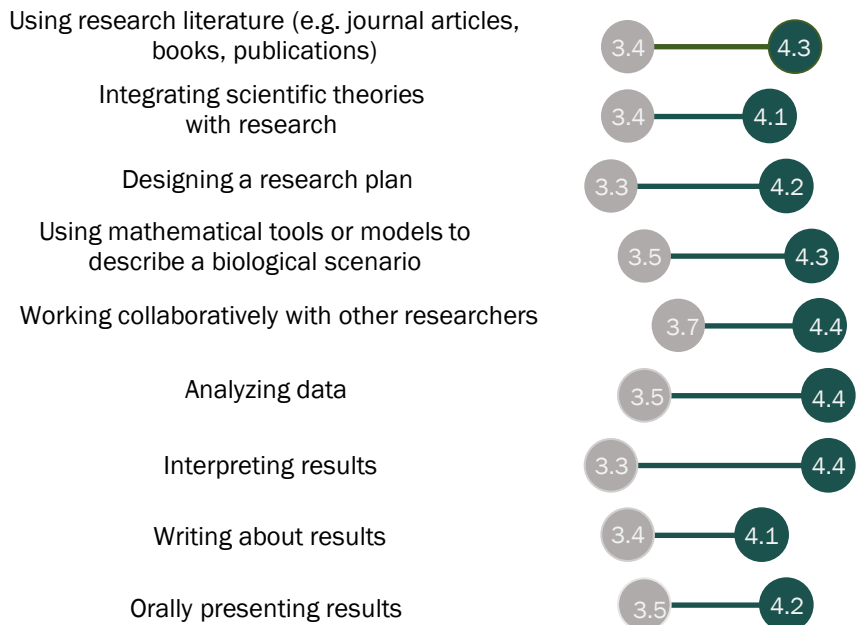 Using research literature (e.g. journal articles,
books, publications)
3.4 4.3
Integrating scientific theories
with research
3.4 4.1
Designing a research plan
3.3 4.2
Using mathematical tools or models to
describe a biological scenario
3.5 4.3
Working collaboratively with other researchers
3.7 4.4
Analyzing data
3.5 4.4
Interpreting results
3.3 4.4
Writing about results
3.4 4.1
Orally presenting results
3.5 4.2